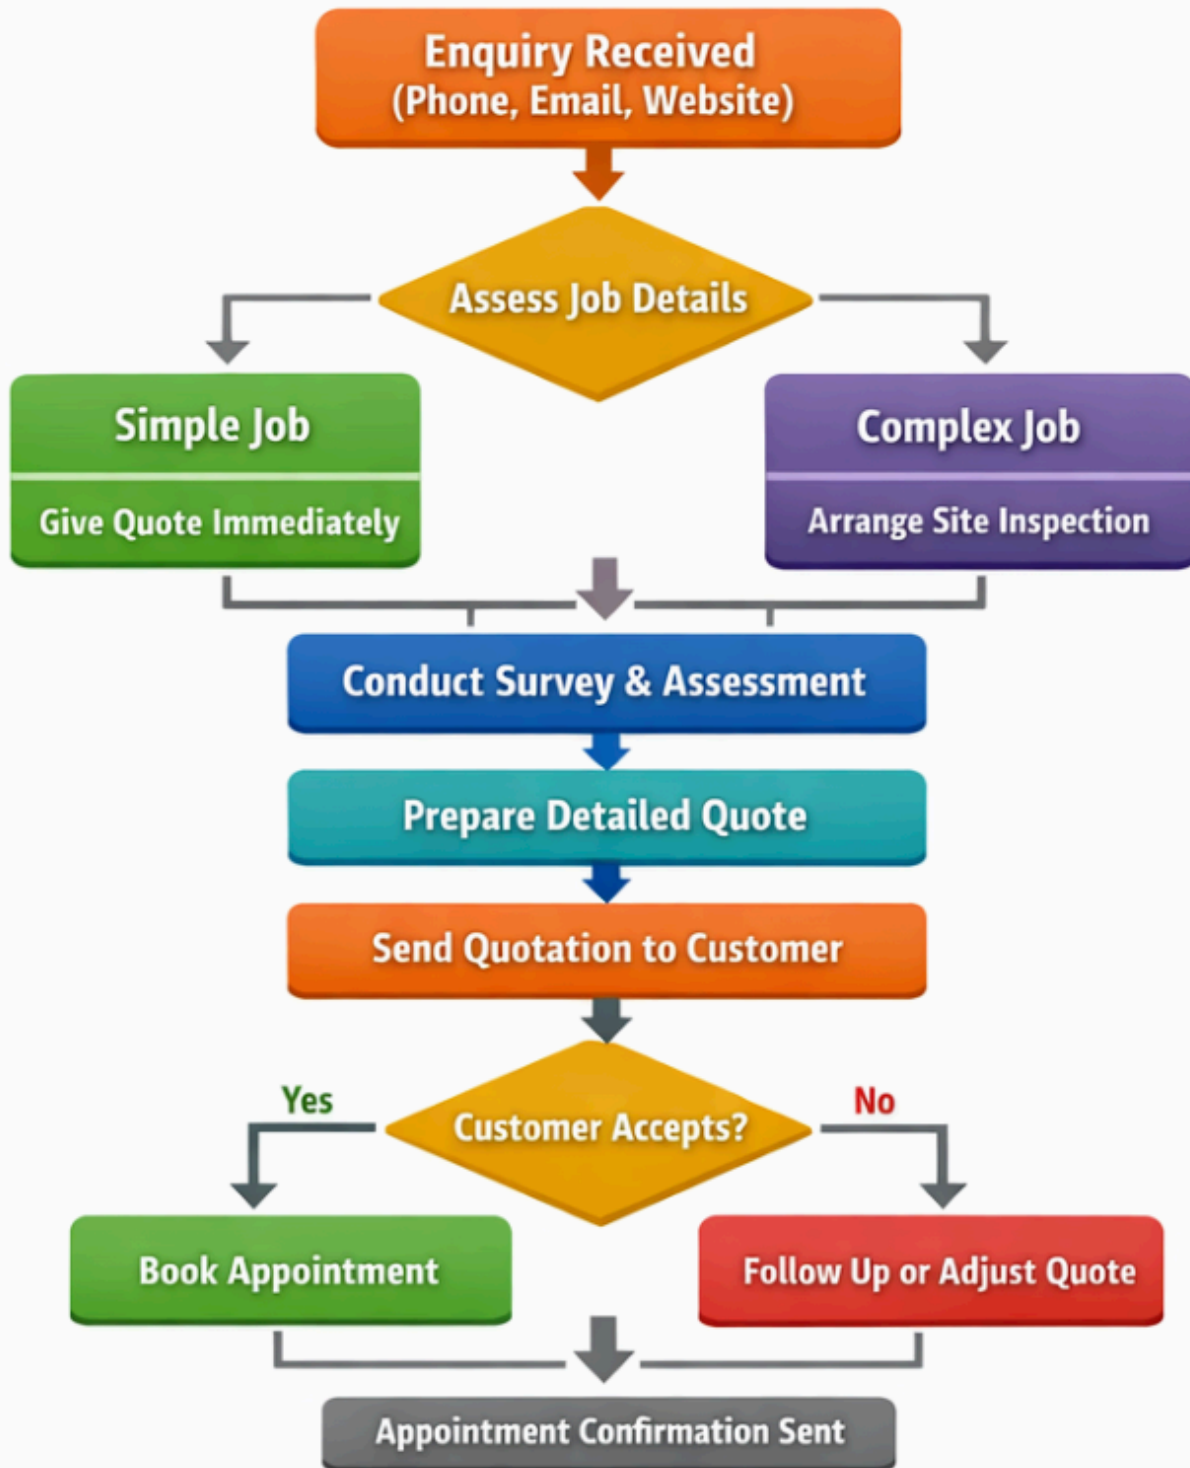 Enquiry Received
(Phone, Email, Website)
Assess Job Details
Simple Job
Give Quote Immediately
Complex Job
Arrange Site Inspection
Conduct Survey & Assessment
Prepare Detailed Quote
Send Quotation to Customer
Customer Accepts?
Yes
No
Book Appointment
Follow Up or Adjust Quote
Appointment Confirmation Sent